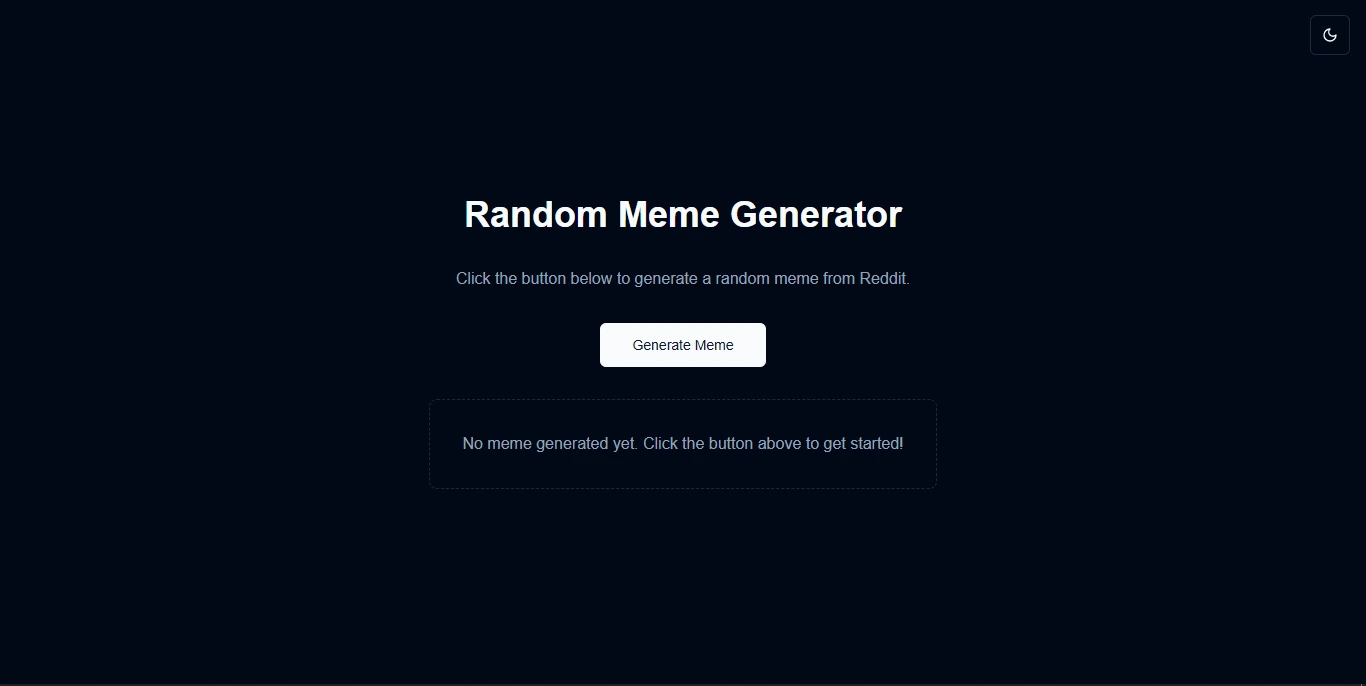 Random Meme Generator
Click the button below to generate a random meme from Reddit.
Generate Meme
No meme generated yet. Click the button above to get started!